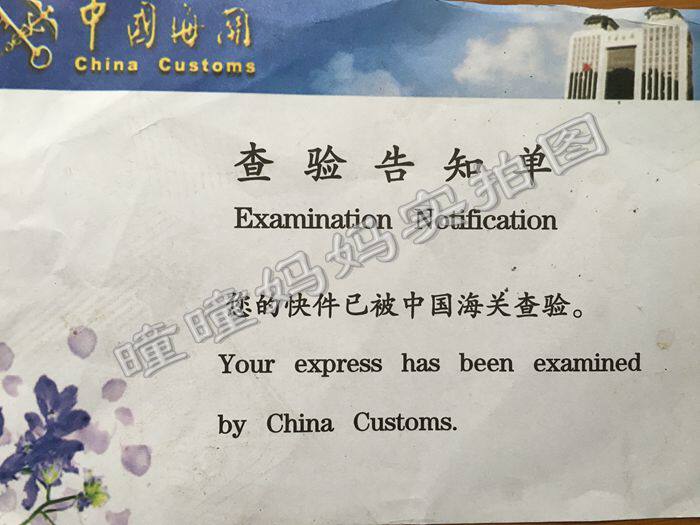 中國海關
China Customs
查验告知单
Examination Notification
您的快件已被中国海关查验。
Your express has been examined
by China Customs.
瞳瞳妈妈实拍图